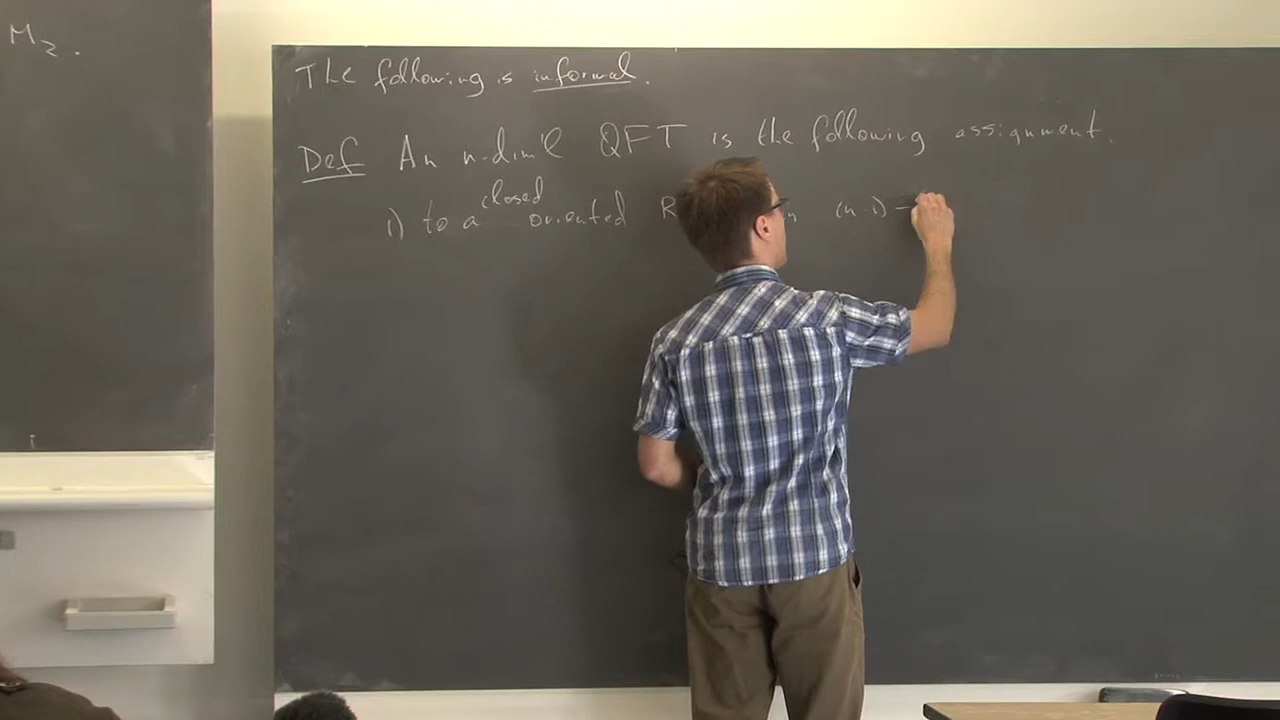 M₂.
The following is informal.
Def An n-dim'l QFT is the following assignment.
closed
1) to a oriented (n-1)-